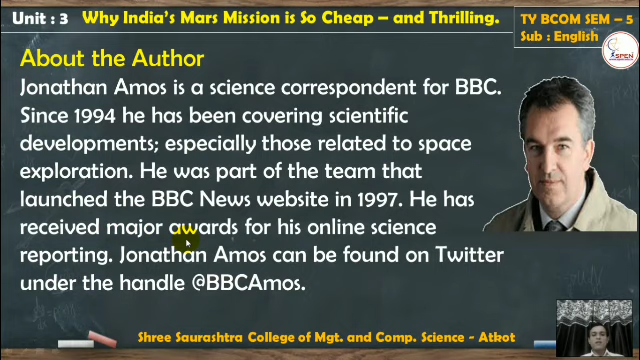 Unit : 3 Why India's Mars Mission is So Cheap – and Thrilling.
TY BCOM SEM – 5
Sub : English
SPEN
About the Author
Jonathan Amos is a science correspondent for BBC.
Since 1994 he has been covering scientific
developments; especially those related to space
exploration. He was part of the team that
launched the BBC News website in 1997. He has
received major awards for his online science
reporting. Jonathan Amos can be found on Twitter
under the handle @BBCAmos.
Shree Saurashtra College of Mgt. and Comp. Science - Atkot